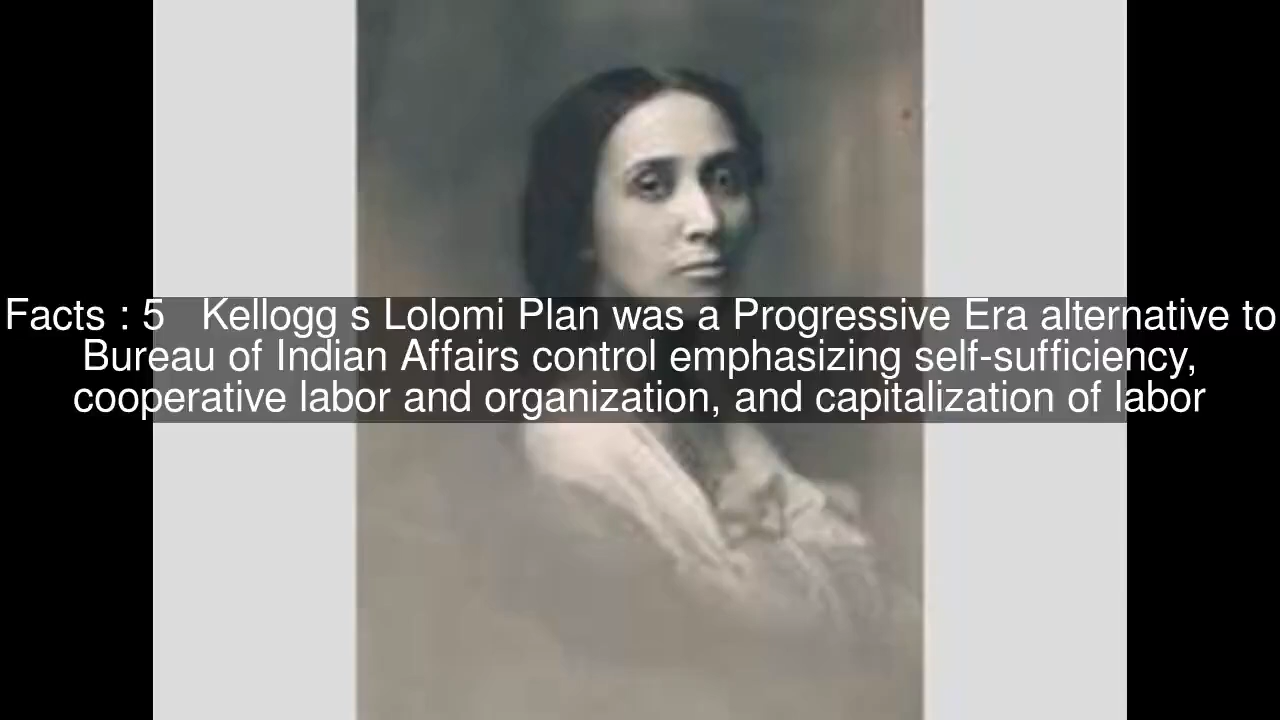 Facts : 5 Kellogg s Lolomi Plan was a Progressive Era alternative to
Bureau of Indian Affairs control emphasizing self-sufficiency,
cooperative labor and organization, and capitalization of labor